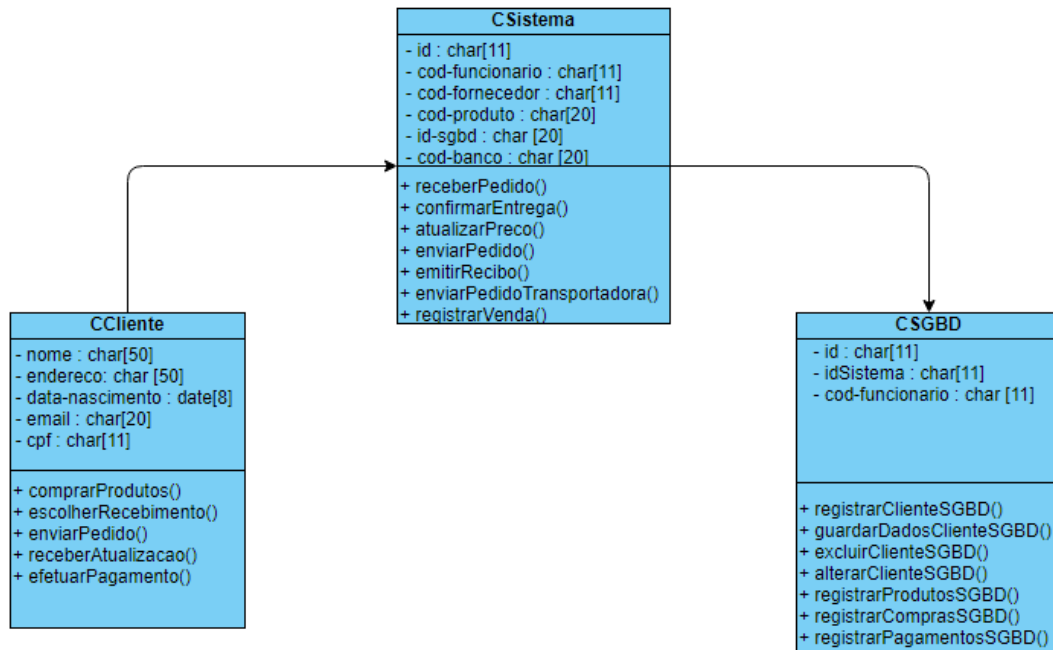 CSistema
- id : char[11]
- cod-funcionario : char[11]
- cod-fornecedor : char[11]
- cod-produto : char[20]
- id-sgbd : char [20]
- cod-banco : char [20]
+ receberPedido()
+ confirmarEntrega()
+ atualizarPreco()
+ enviarPedido()
+ emitirRecibo()
+ enviarPedidoTransportadora()
+ registrarVenda()
CCliente
- nome : char[50]
- endereco: char [50]
- data-nascimento : date[8]
- email : char[20]
- cpf : char[11]
+ comprarProdutos()
+ escolherRecebimento()
+ enviarPedido()
+ receberAtualizacao()
+ efetuarPagamento()
CSGBD
- id : char[11]
- idSistema : char[11]
- cod-funcionario : char [11]
+ registrarClienteSGBD()
+ guardarDadosClienteSGBD()
+ excluirClienteSGBD()
+ alterarClienteSGBD()
+ registrarProdutosSGBD()
+ registrarComprasSGBD()
+ registrarPagamentosSGBD()